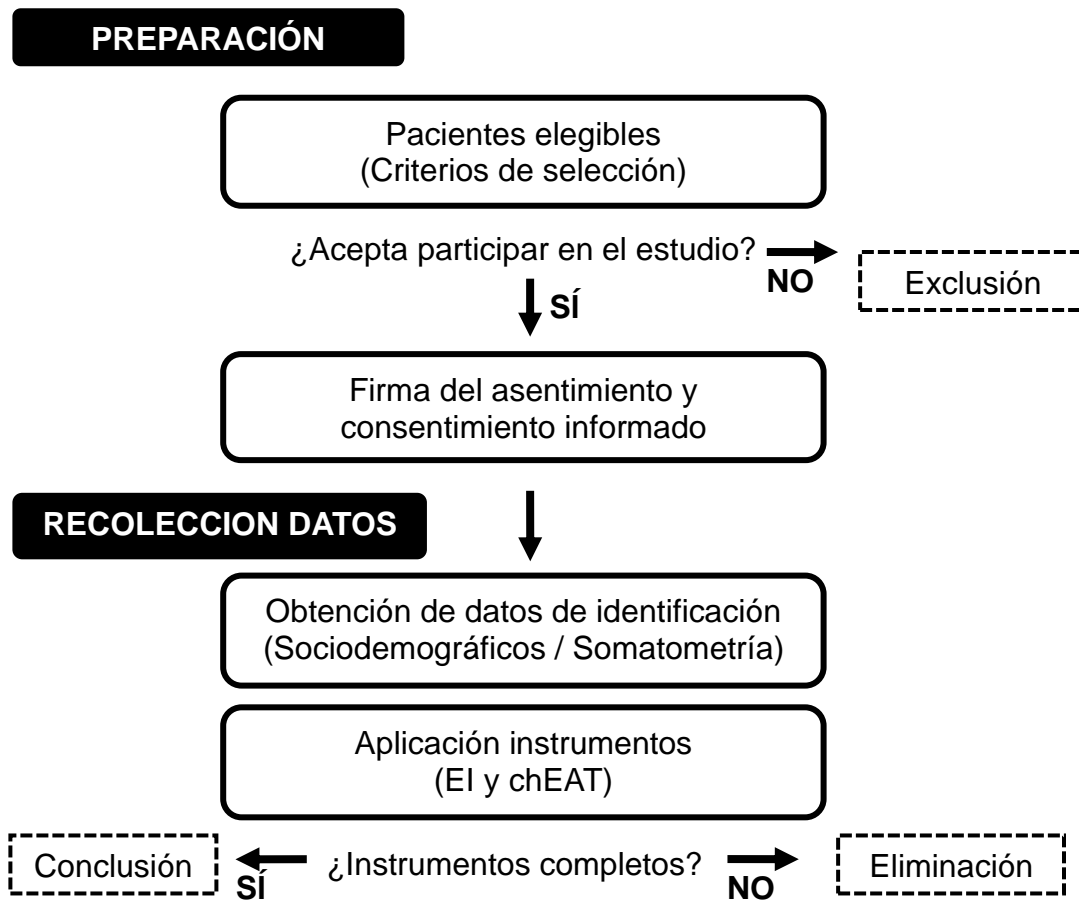 PREPARACIÓN
Pacientes elegibles
(Criterios de selección)
¿Acepta participar en el estudio?
NO
Exclusión
SÍ
Firma del asentimiento y
consentimiento informado
RECOLECCION DATOS
Obtención de datos de identificación
(Sociodemográficos / Somatometría)
Aplicación instrumentos
(EI y chEAT)
Conclusión
SÍ
¿Instrumentos completos?
NO
Eliminación